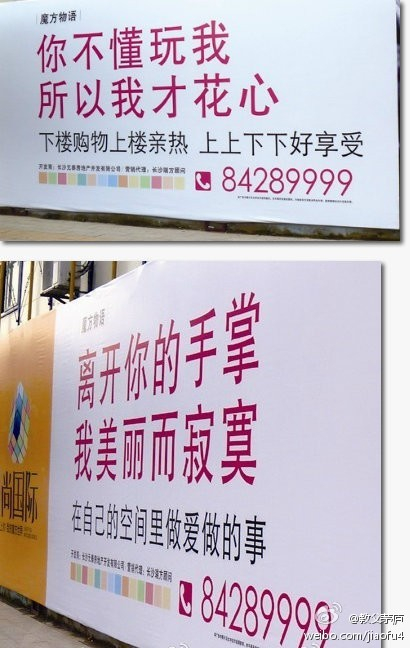 魔方物语
你不懂玩我
所以我才花心
下楼购物上楼亲热 上上下下好享受
84289999
魔方物语
离开你的手掌
我美丽而寂寞
尚国际
在自己的空间里做爱做的事
84289999
@教父茅庐
weibo.com/jiaofu4